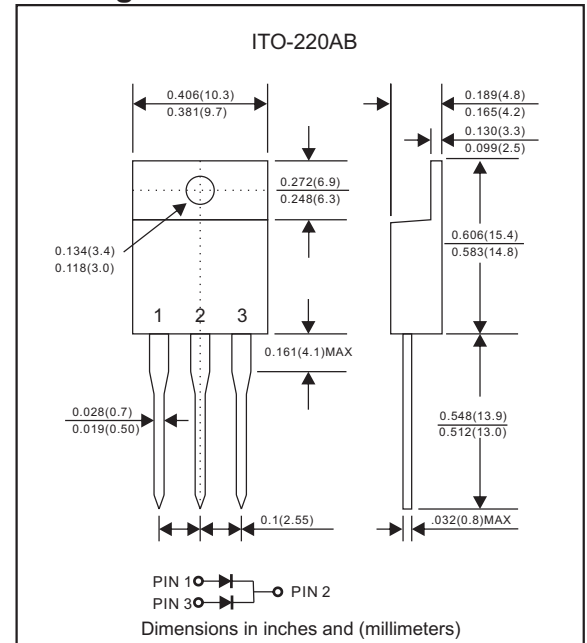 ITO-220AB
0.406(10.3)
0.381(9.7)
0.189(4.8)
0.165(4.2)
0.130(3.3)
0.099(2.5)
0.272(6.9)
0.248(6.3)
0.134(3.4)
0.118(3.0)
0.606(15.4)
0.583(14.8)
1 2 3
0.161(4.1)MAX
0.028(0.7)
0.019(0.50)
0.548(13.9)
0.512(13.0)
0.1(2.55)
.032(0.8)MAX
PIN 1
PIN 3
PIN 2
Dimensions in inches and (millimeters)